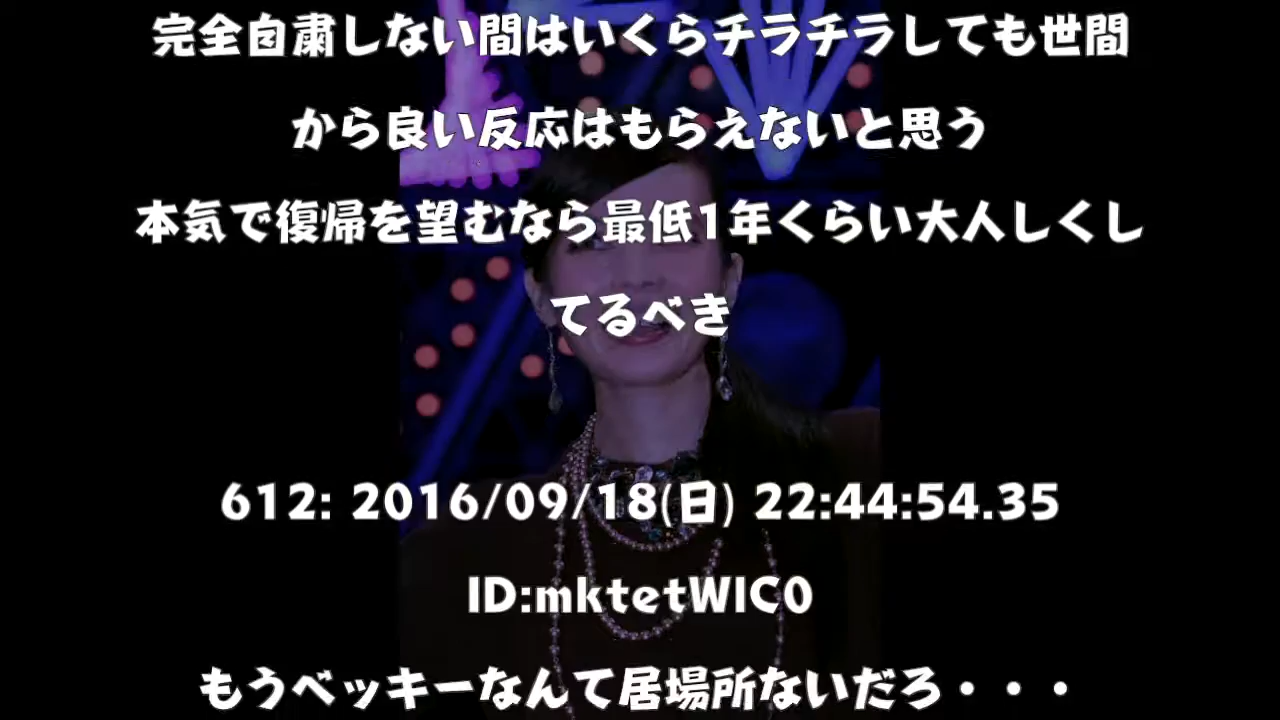 完全自粛しない間はいくらチラチラしても世間
から良い反応はもらえないと思う
本気で復帰を望むなら最低1年くらい大人しくし
てるべき
612: 2016/09/18(日) 22:44:54.35
ID:mktetWIC0
もうベッキーなんて居場所ないだろ・・・